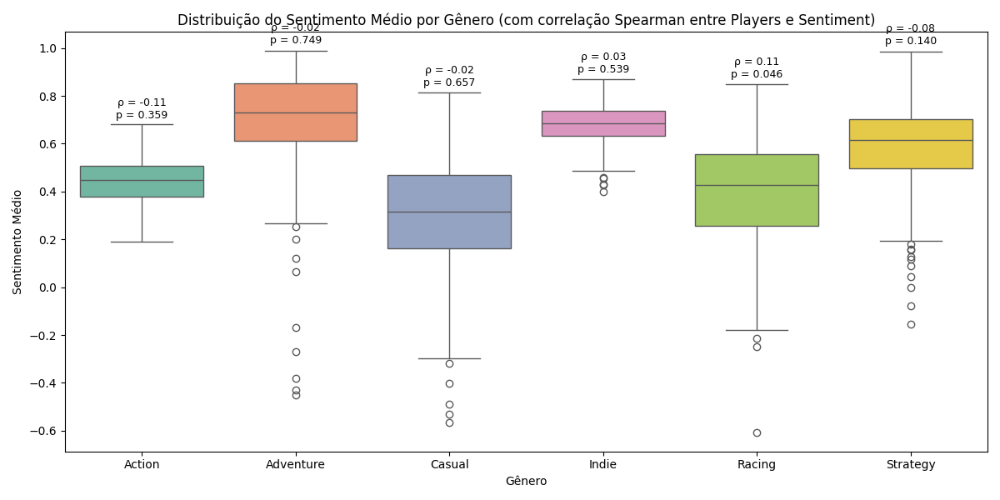 Distribuição do Sentimento Médio por Gênero (com correlação Spearman entre Players e Sentiment)
ρ = -0.11
p = 0.359
ρ = -0.02
p = 0.749
ρ = -0.02
p = 0.657
ρ = 0.03
p = 0.539
ρ = 0.11
p = 0.046
ρ = -0.08
p = 0.140
Sentimento Médio
1.0
0.8
0.6
0.4
0.2
0.0
−0.2
−0.4
−0.6
Action
Adventure
Casual
Indie
Racing
Strategy
Gênero